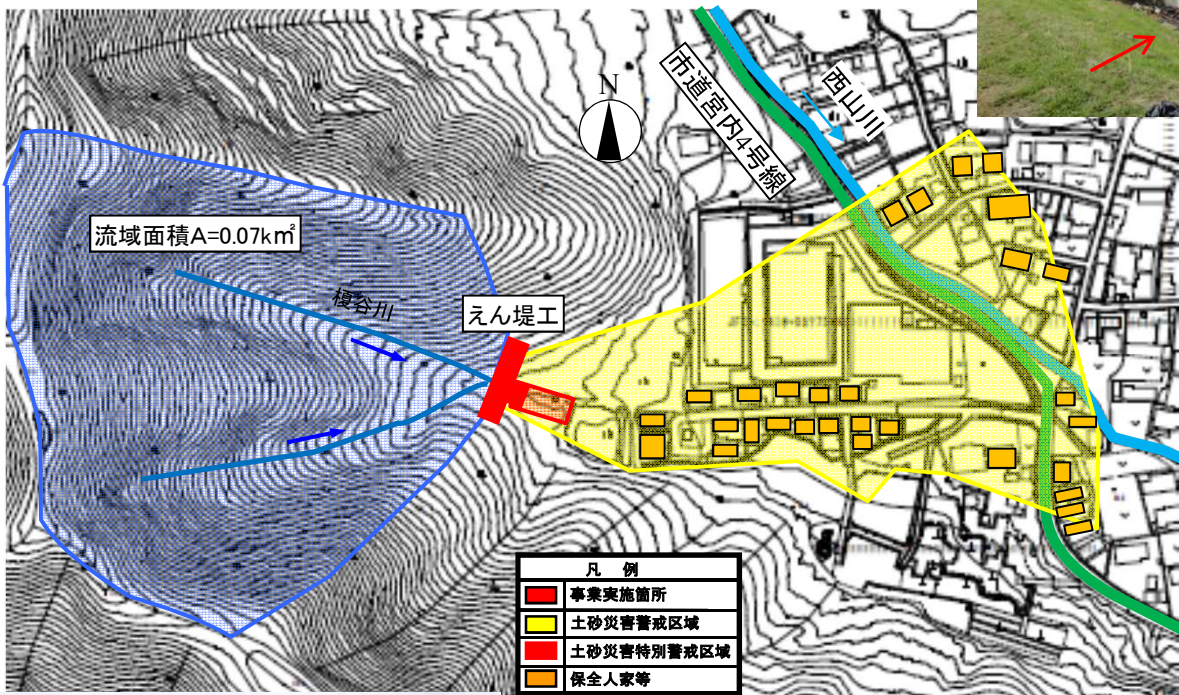 N
西山川
市道宮内4号線
流域面積A=0.07k㎡
榎谷川
えん堤工
凡 例
事業実施箇所
土砂災害警戒区域
土砂災害特別警戒区域
保全人家等